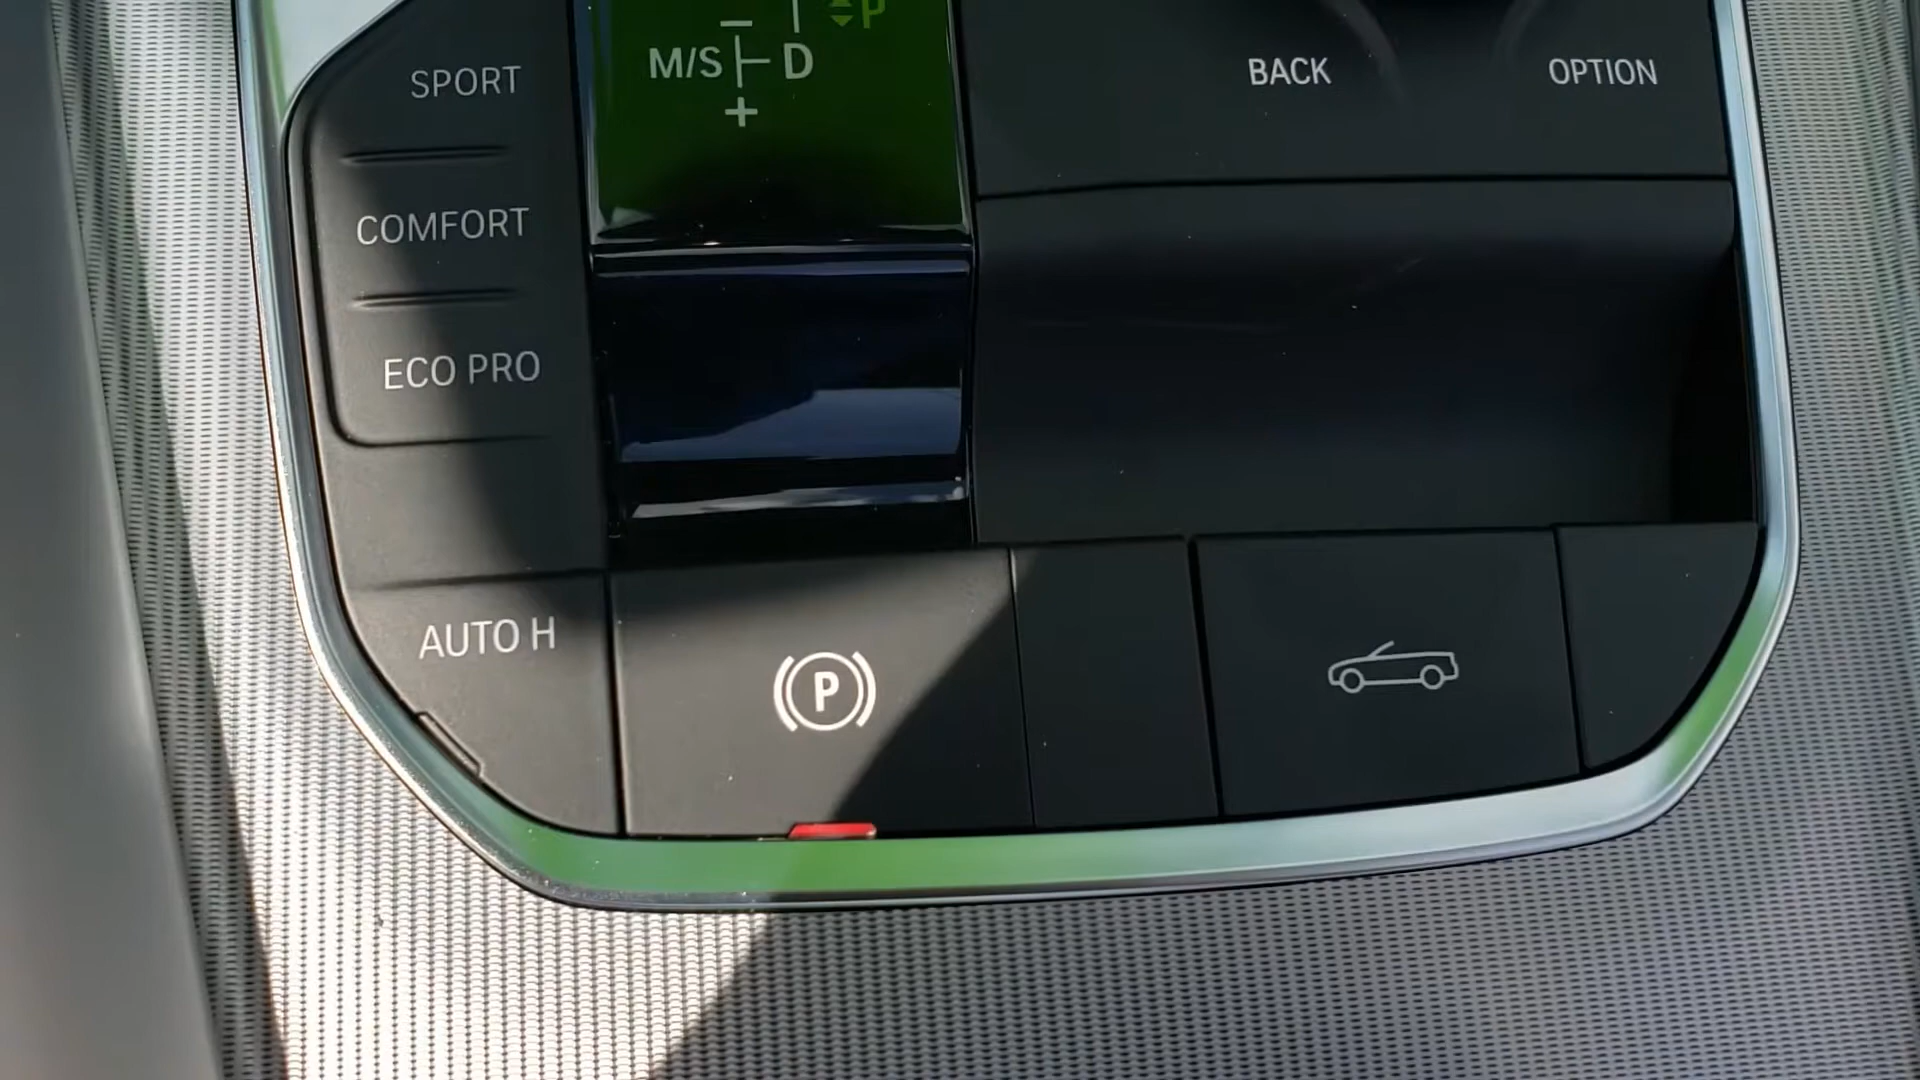 P
M/S D
SPORT
BACK
OPTION
COMFORT
ECO PRO
AUTO H
P